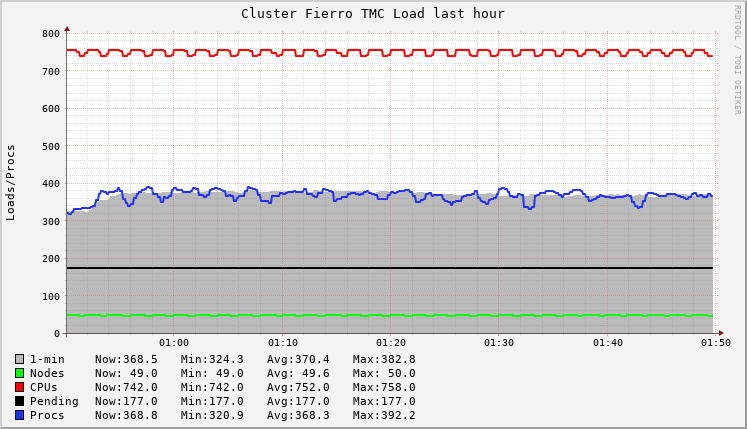 Cluster Fierro TMC Load last hour
RRDTOOL / TOBI OETIKER
Loads/Procs
800
700
600
500
400
300
200
100
0
01:00 01:10 01:20 01:30 01:40 01:50
1-min Now:368.5 Min:324.3 Avg:370.4 Max:382.8
Nodes Now: 49.0 Min: 49.0 Avg: 49.6 Max: 50.0
CPUs Now:742.0 Min:742.0 Avg:752.0 Max:758.0
Pending Now:177.0 Min:177.0 Avg:177.0 Max:177.0
Procs Now:368.8 Min:320.9 Avg:368.3 Max:392.2